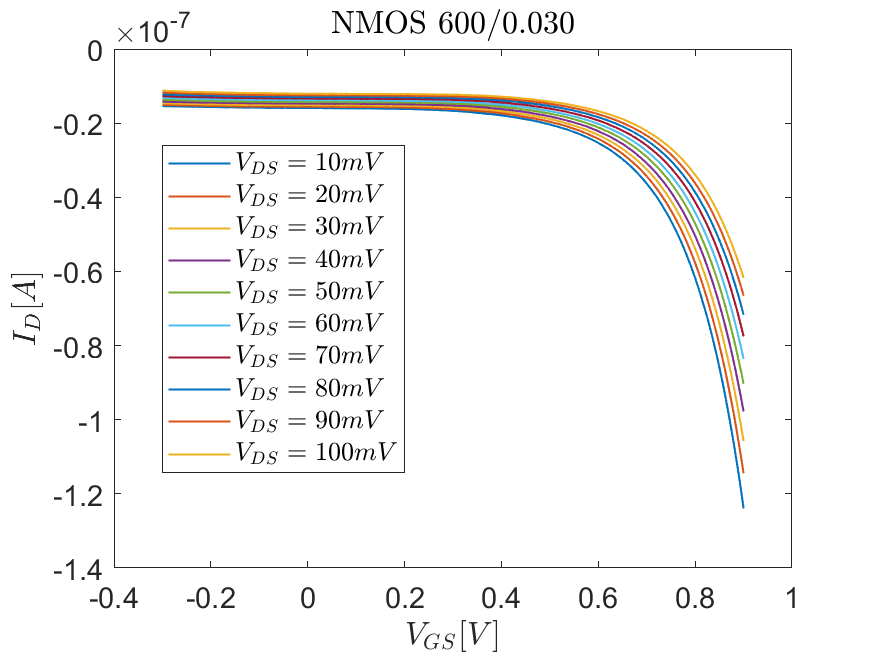 NMOS 600/0.030
×10-7
0
-0.2
-0.4
-0.6
-0.8
-1
-1.2
-1.4
I_D[A]
V_DS = 10mV
V_DS = 20mV
V_DS = 30mV
V_DS = 40mV
V_DS = 50mV
V_DS = 60mV
V_DS = 70mV
V_DS = 80mV
V_DS = 90mV
V_DS = 100mV
-0.4 -0.2 0 0.2 0.4 0.6 0.8 1
V_GS[V]